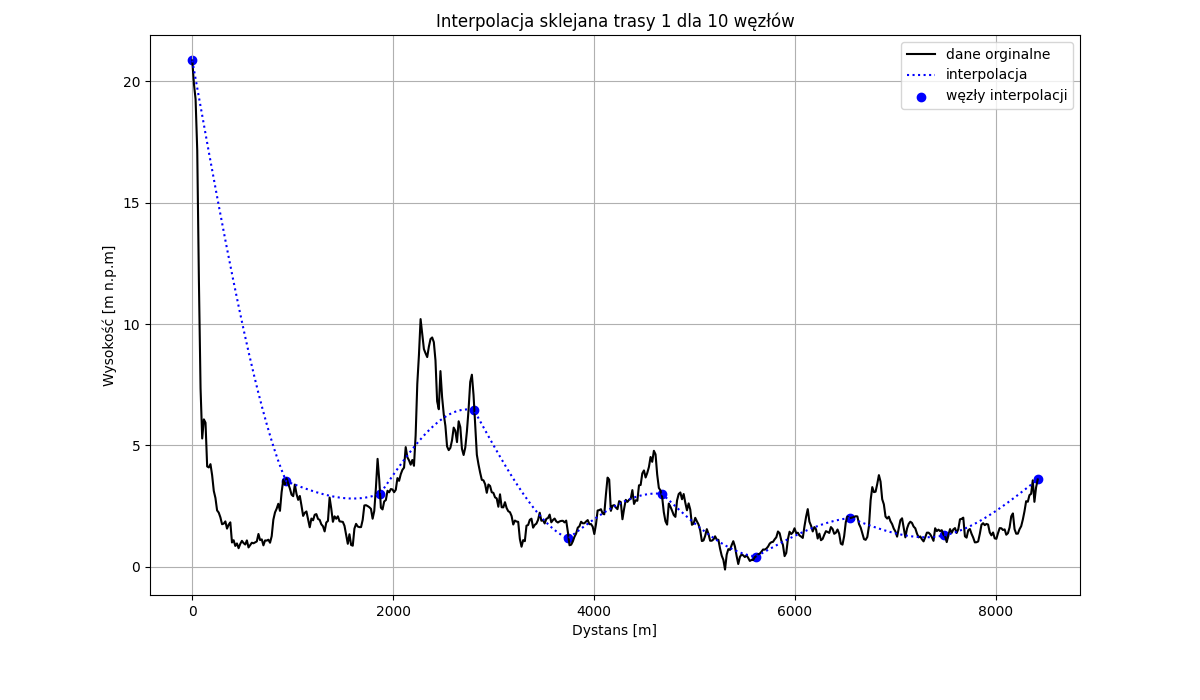 Interpolacja sklejana trasy 1 dla 10 węzłów
dane orginalne
interpolacja
węzły interpolacji
Wysokość [m n.p.m]
20
15
10
5
0
0
2000
4000
6000
8000
Dystans [m]